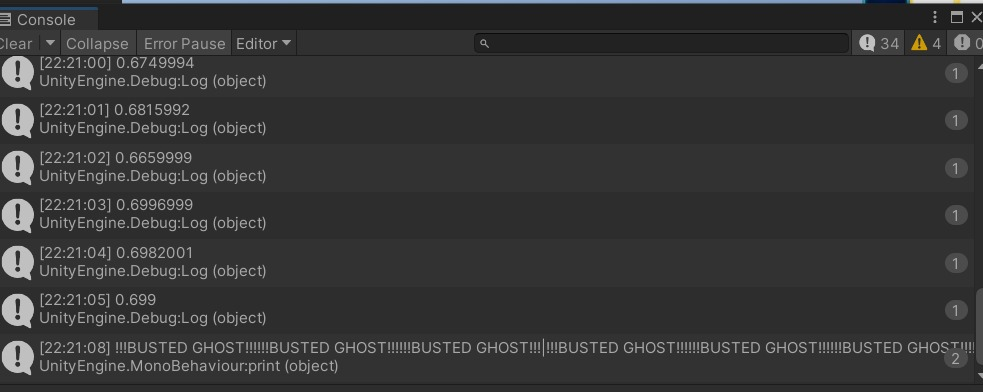 Console
Clear Collapse Error Pause Editor 34 4 0
[22:21:00] 0.6749994
UnityEngine.Debug:Log (object) 1
[22:21:01] 0.6815992
UnityEngine.Debug:Log (object) 1
[22:21:02] 0.6659999
UnityEngine.Debug:Log (object) 1
[22:21:03] 0.6996999
UnityEngine.Debug:Log (object) 1
[22:21:04] 0.6982001
UnityEngine.Debug:Log (object) 1
[22:21:05] 0.699
UnityEngine.Debug:Log (object) 1
[22:21:08] !!!BUSTED GHOST!!!!!!BUSTED GHOST!!!!!!BUSTED GHOST!!!|!!!BUSTED GHOST!!!!!!BUSTED GHOST!!!!!!BUSTED GHOST!!!!
UnityEngine.MonoBehaviour:print (object) 2